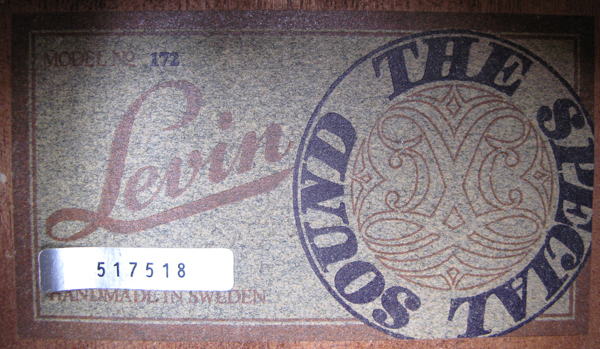 MODEL No 172
Levin
517518
HANDMADE IN SWEDEN
THE SPECIAL SOUND